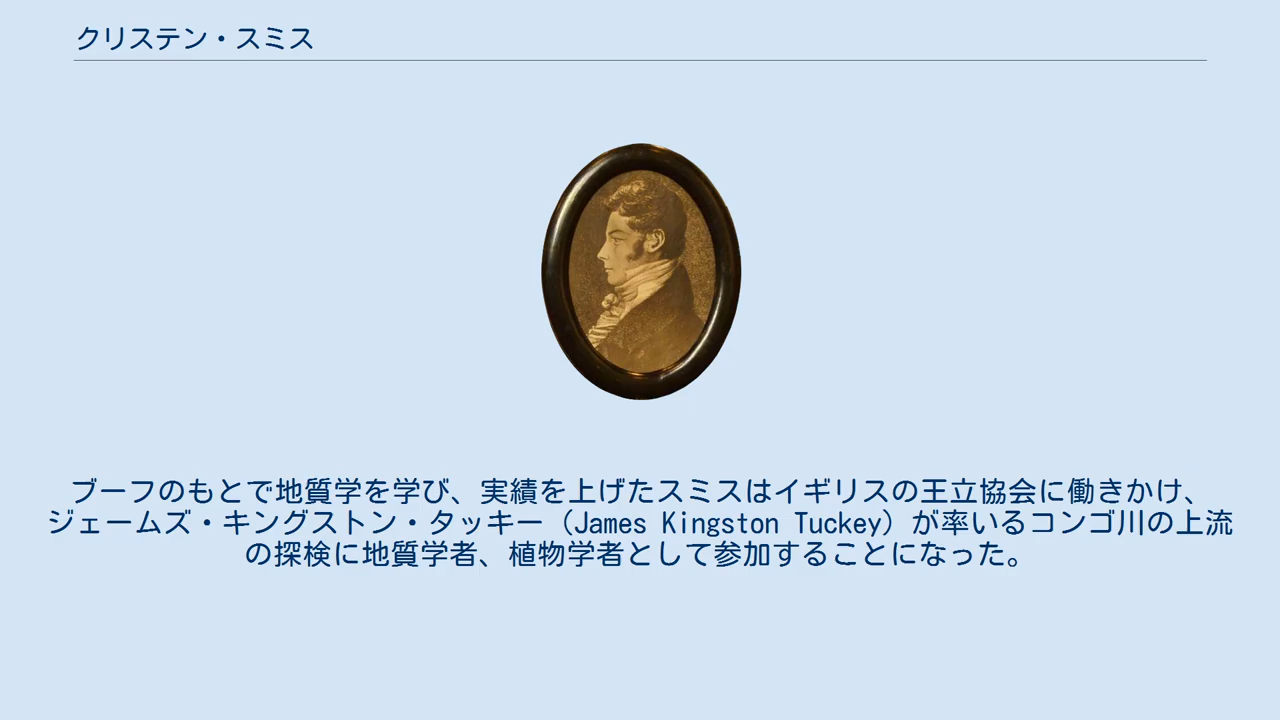 クリステン・スミス
ブーフのもとで地質学を学び、実績を上げたスミスはイギリスの王立協会に働きかけ、
ジェームズ・キングストン・タッキー（James Kingston Tuckey）が率いるコンゴ川の上流
の探検に地質学者、植物学者として参加することになった。